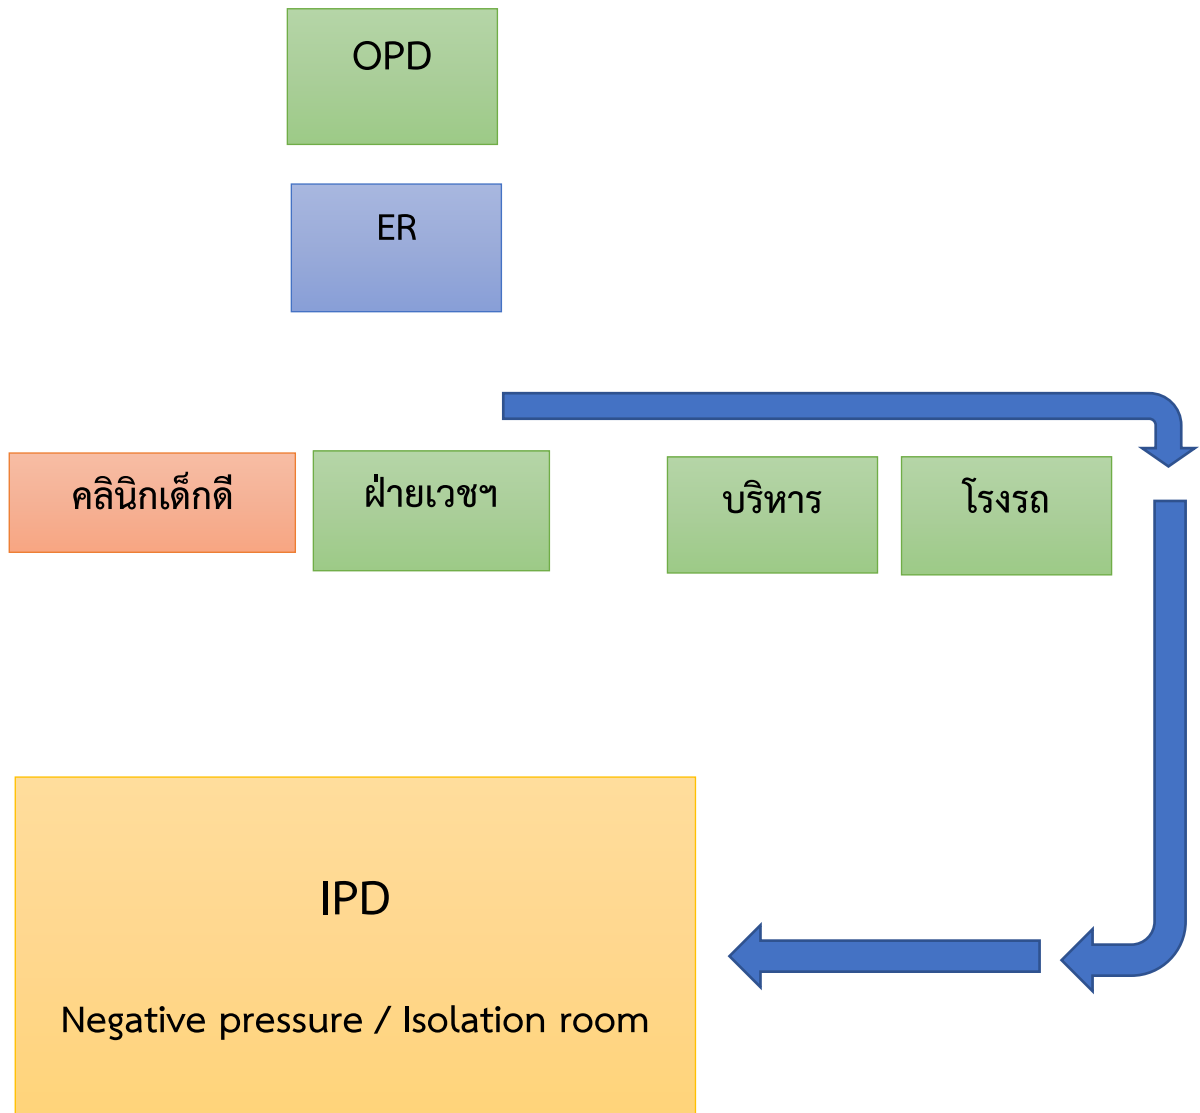 OPD
ER
คลินิกเด็กดี
ฝ่ายเวชฯ
บริหาร
โรงรถ
IPD
Negative pressure / Isolation room